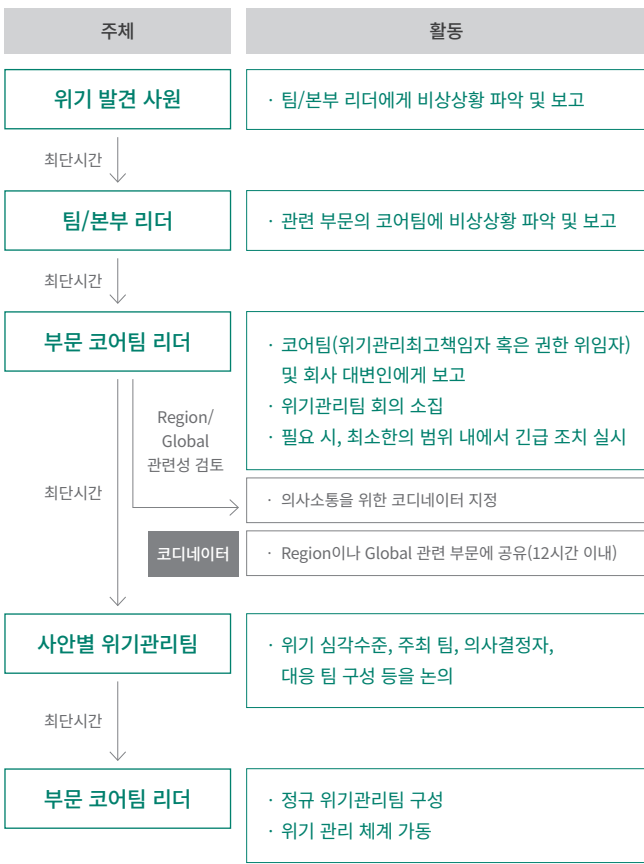 주체
활동
위기 발견 사원
· 팀/본부 리더에게 비상상황 파악 및 보고
최단시간
팀/본부 리더
· 관련 부문의 코어팀에 비상상황 파악 및 보고
최단시간
부문 코어팀 리더
· 코어팀(위기관리최고책임자 혹은 권한 위임자)
및 회사 대변인에게 보고
· 위기관리팀 회의 소집
· 필요 시, 최소한의 범위 내에서 긴급 조치 실시
Region/
Global
관련성 검토
최단시간
· 의사소통을 위한 코디네이터 지정
코디네이터
· Region이나 Global 관련 부문에 공유(12시간 이내)
사안별 위기관리팀
· 위기 심각수준, 주최 팀, 의사결정자,
대응 팀 구성 등을 논의
최단시간
부문 코어팀 리더
· 정규 위기관리팀 구성
· 위기 관리 체계 가동